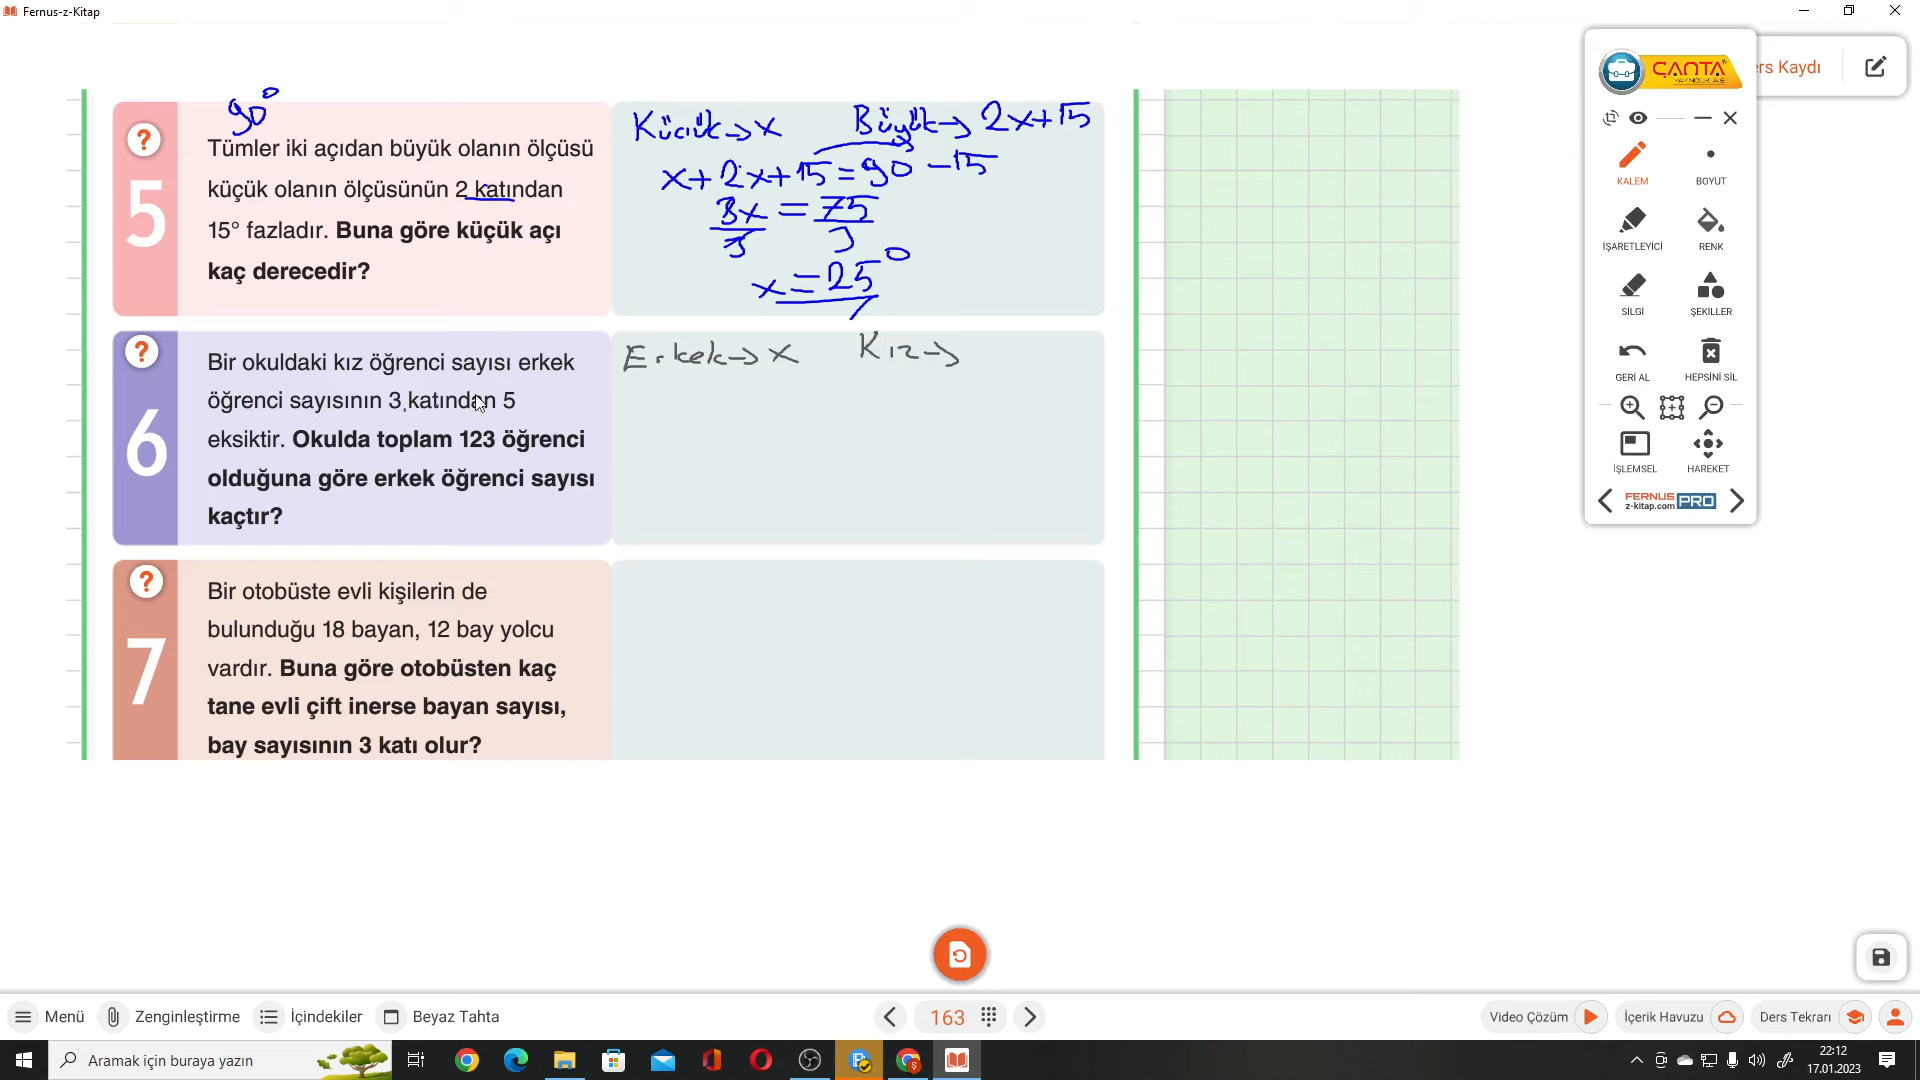 Fernus-z-Kitap
ÇANTA
YAYINCILIK A.Ş.
ers Kaydı
KALEM
BOYUT
İŞARETLEYİCİ
RENK
SİLGİ
ŞEKİLLER
GERİ AL
HEPSİNİ SİL
İŞLEMSEL
HAREKET
FERNUS PRO
z-kitap.com
90°
5
Tümler iki açıdan büyük olanın ölçüsü
küçük olanın ölçüsünün 2 katından
15° fazladır. Buna göre küçük açı
kaç derecedir?
Küçük→x Büyük→2x+15
x+2x+15=90-15
3x = 75
3 3
x=25°
6
Bir okuldaki kız öğrenci sayısı erkek
öğrenci sayısının 3 katından 5
eksiktir. Okulda toplam 123 öğrenci
olduğuna göre erkek öğrenci sayısı
kaçtır?
Erkek→x Kız→
7
Bir otobüste evli kişilerin de
bulunduğu 18 bayan, 12 bay yolcu
vardır. Buna göre otobüsten kaç
tane evli çift inerse bayan sayısı,
bay sayısının 3 katı olur?
Menü Zenginleştirme İçindekiler Beyaz Tahta 163 Video Çözüm İçerik Havuzu Ders Tekrarı
Aramak için buraya yazın
22:12
17.01.2023